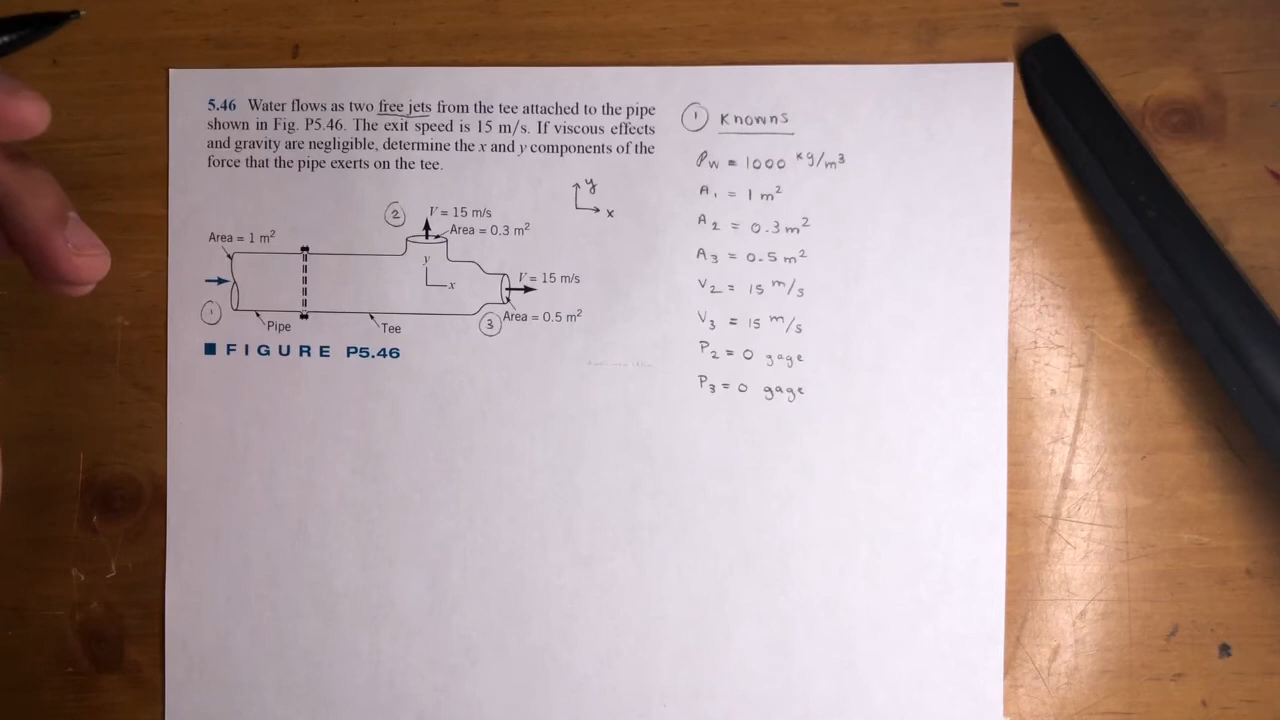 5.46 Water flows as two free jets from the tee attached to the pipe
shown in Fig. P5.46. The exit speed is 15 m/s. If viscous effects
and gravity are negligible, determine the x and y components of the
force that the pipe exerts on the tee.
y
x
2
V = 15 m/s
Area = 0.3 m²
Area = 1 m²
y
x
V = 15 m/s
1
Pipe
Tee
3
Area = 0.5 m²
FIGURE P5.46
1 Knowns
ρw = 1000 kg/m³
A₁ = 1 m²
A₂ = 0.3 m²
A₃ = 0.5 m²
V₂ = 15 m/s
V₃ = 15 m/s
P₂ = 0 gage
P₃ = 0 gage